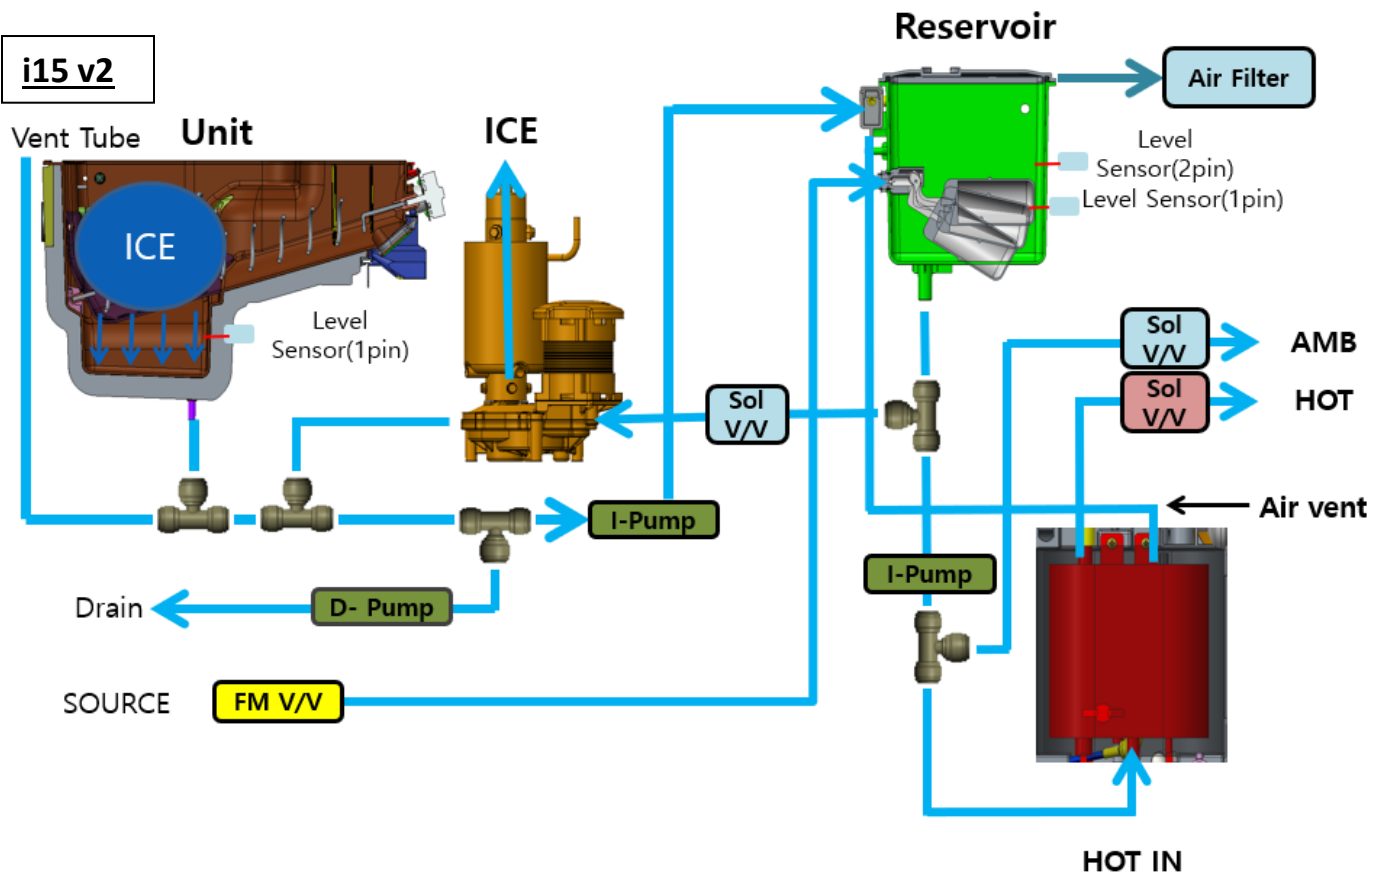 i15 v2
Reservoir
Air Filter
Vent Tube
Unit
ICE
Level
Sensor(2pin)
Level Sensor(1pin)
ICE
Level
Sensor(1pin)
Sol
V/V
AMB
Sol
V/V
HOT
Sol
V/V
I-Pump
Air vent
I-Pump
Drain
D- Pump
SOURCE
FM V/V
HOT IN